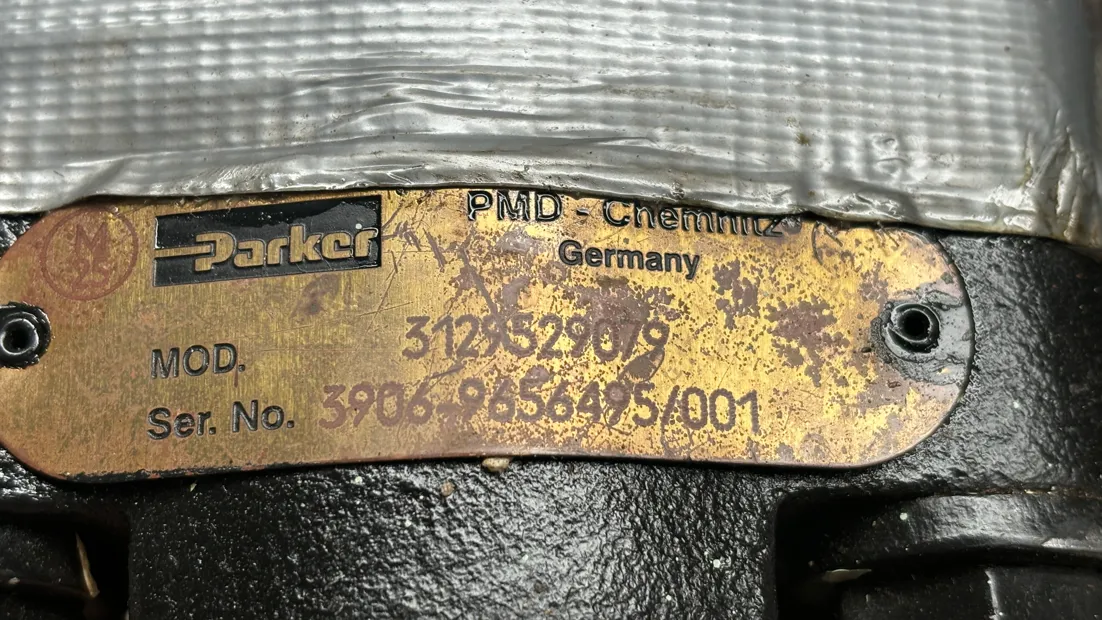 Parker
PMD - Chemnitz
Germany
MOD. 3129529079
Ser. No. 3906-9656495/001